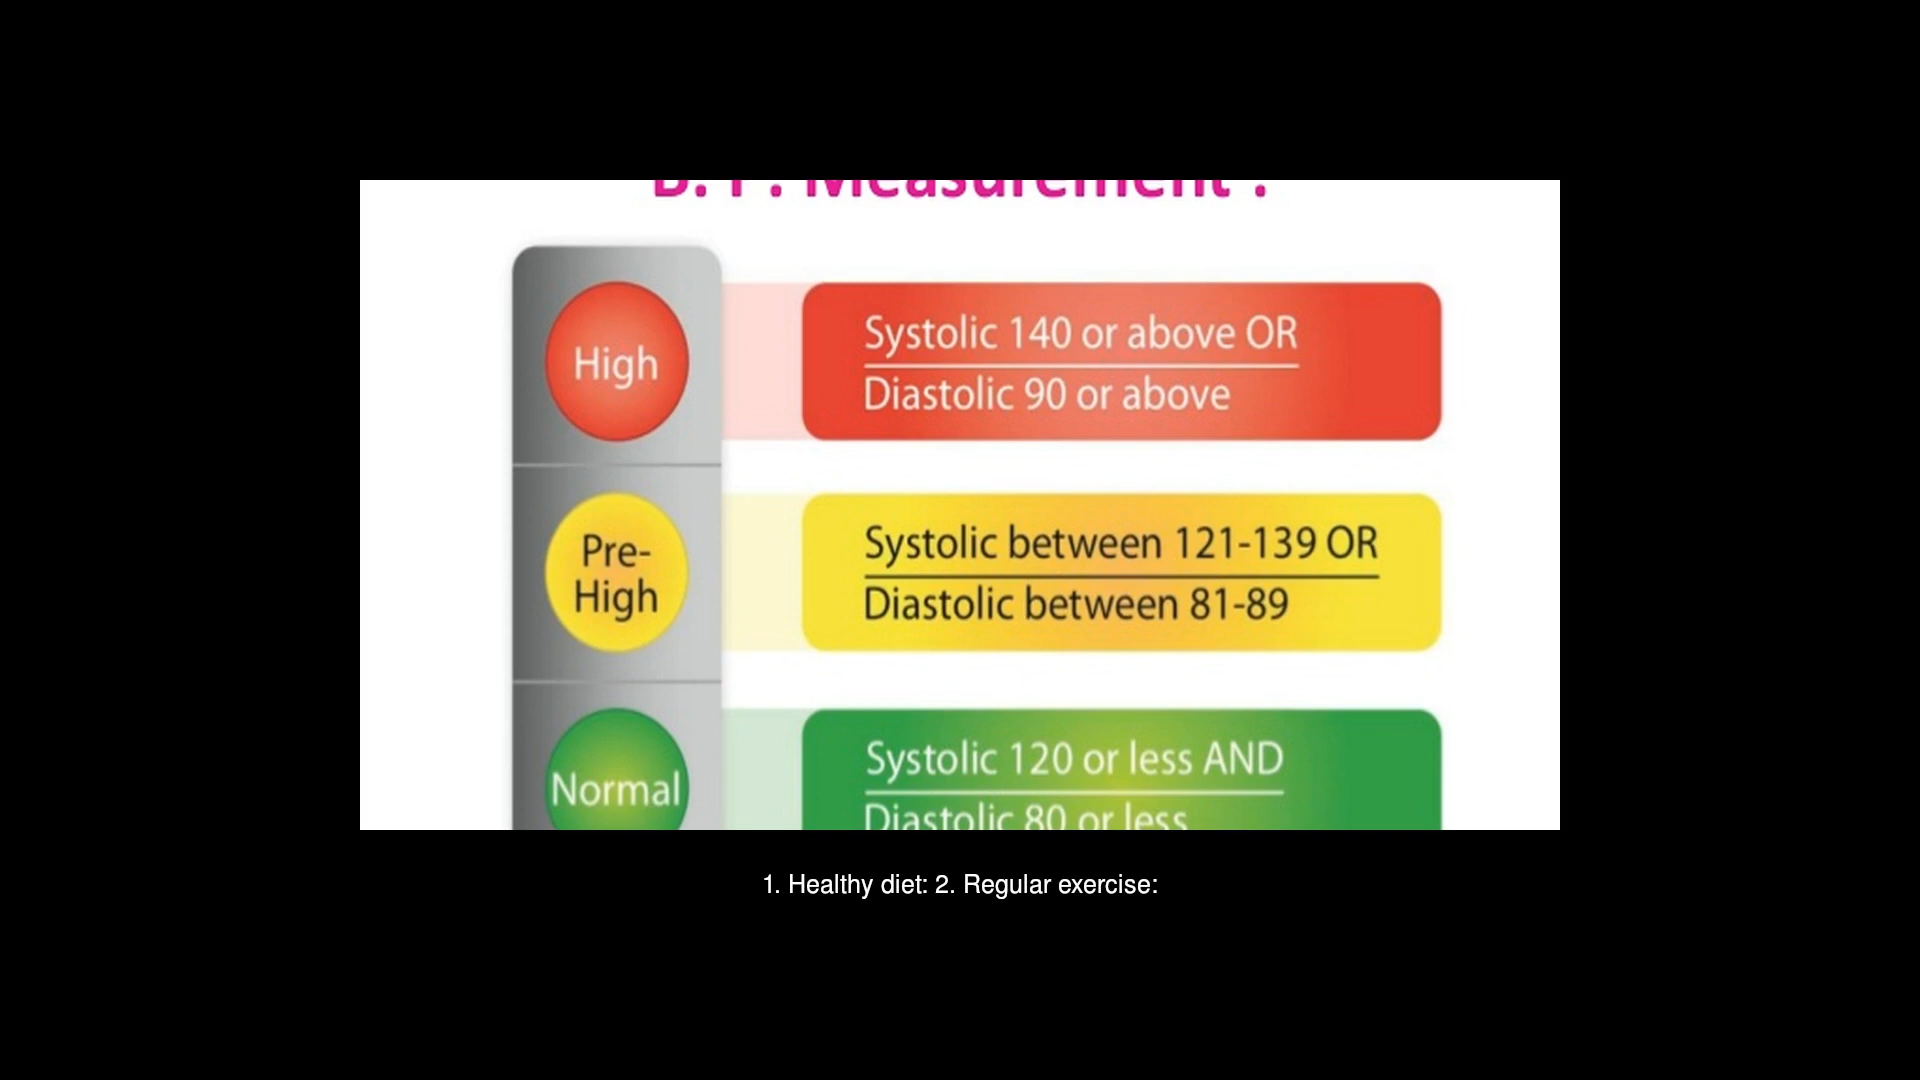 B. P. Measurement :
High
Systolic 140 or above OR
Diastolic 90 or above
Pre-
High
Systolic between 121-139 OR
Diastolic between 81-89
Normal
Systolic 120 or less AND
Diastolic 80 or less
1. Healthy diet: 2. Regular exercise: